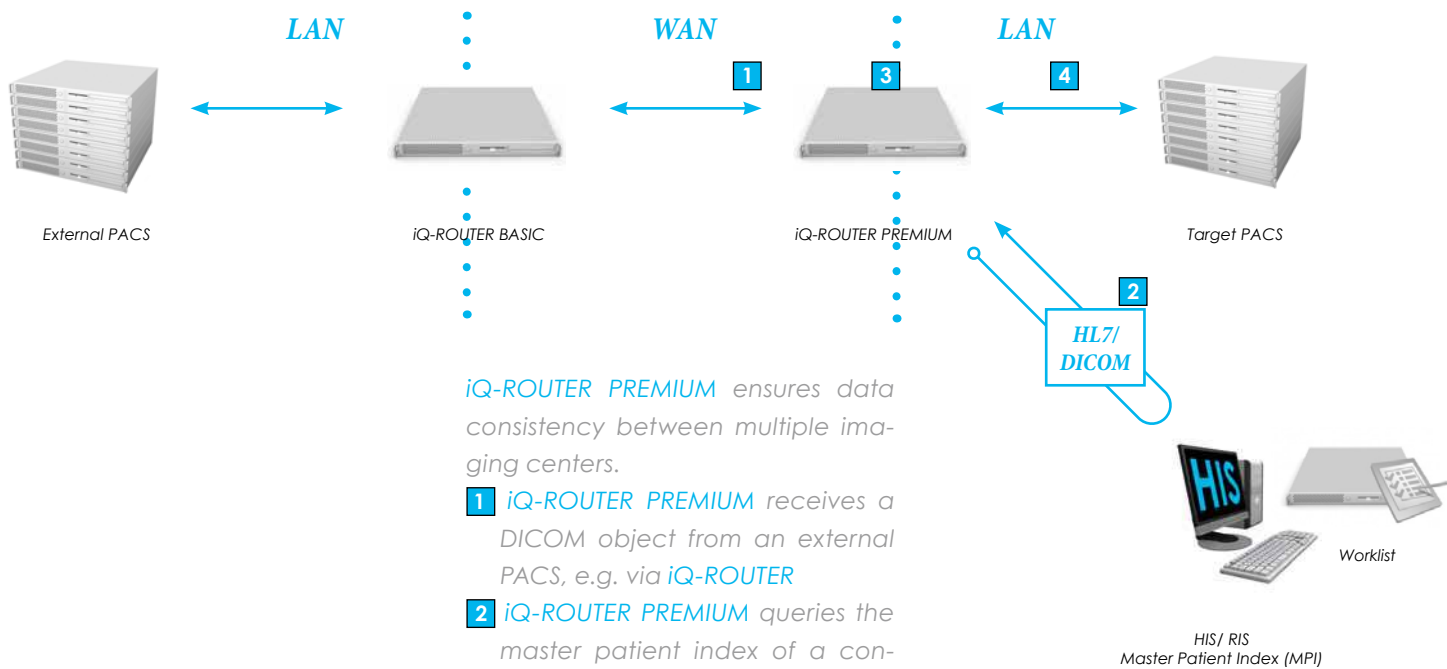 LAN
WAN
LAN
1
3
4
External PACS
iQ-ROUTER BASIC
iQ-ROUTER PREMIUM
Target PACS
2
HL7/
DICOM
iQ-ROUTER PREMIUM ensures data
consistency between multiple ima-
ging centers.
1 iQ-ROUTER PREMIUM receives a
DICOM object from an external
PACS, e.g. via iQ-ROUTER
2 iQ-ROUTER PREMIUM queries the
master patient index of a con-
HIS
Worklist
HIS/ RIS
Master Patient Index (MPI)